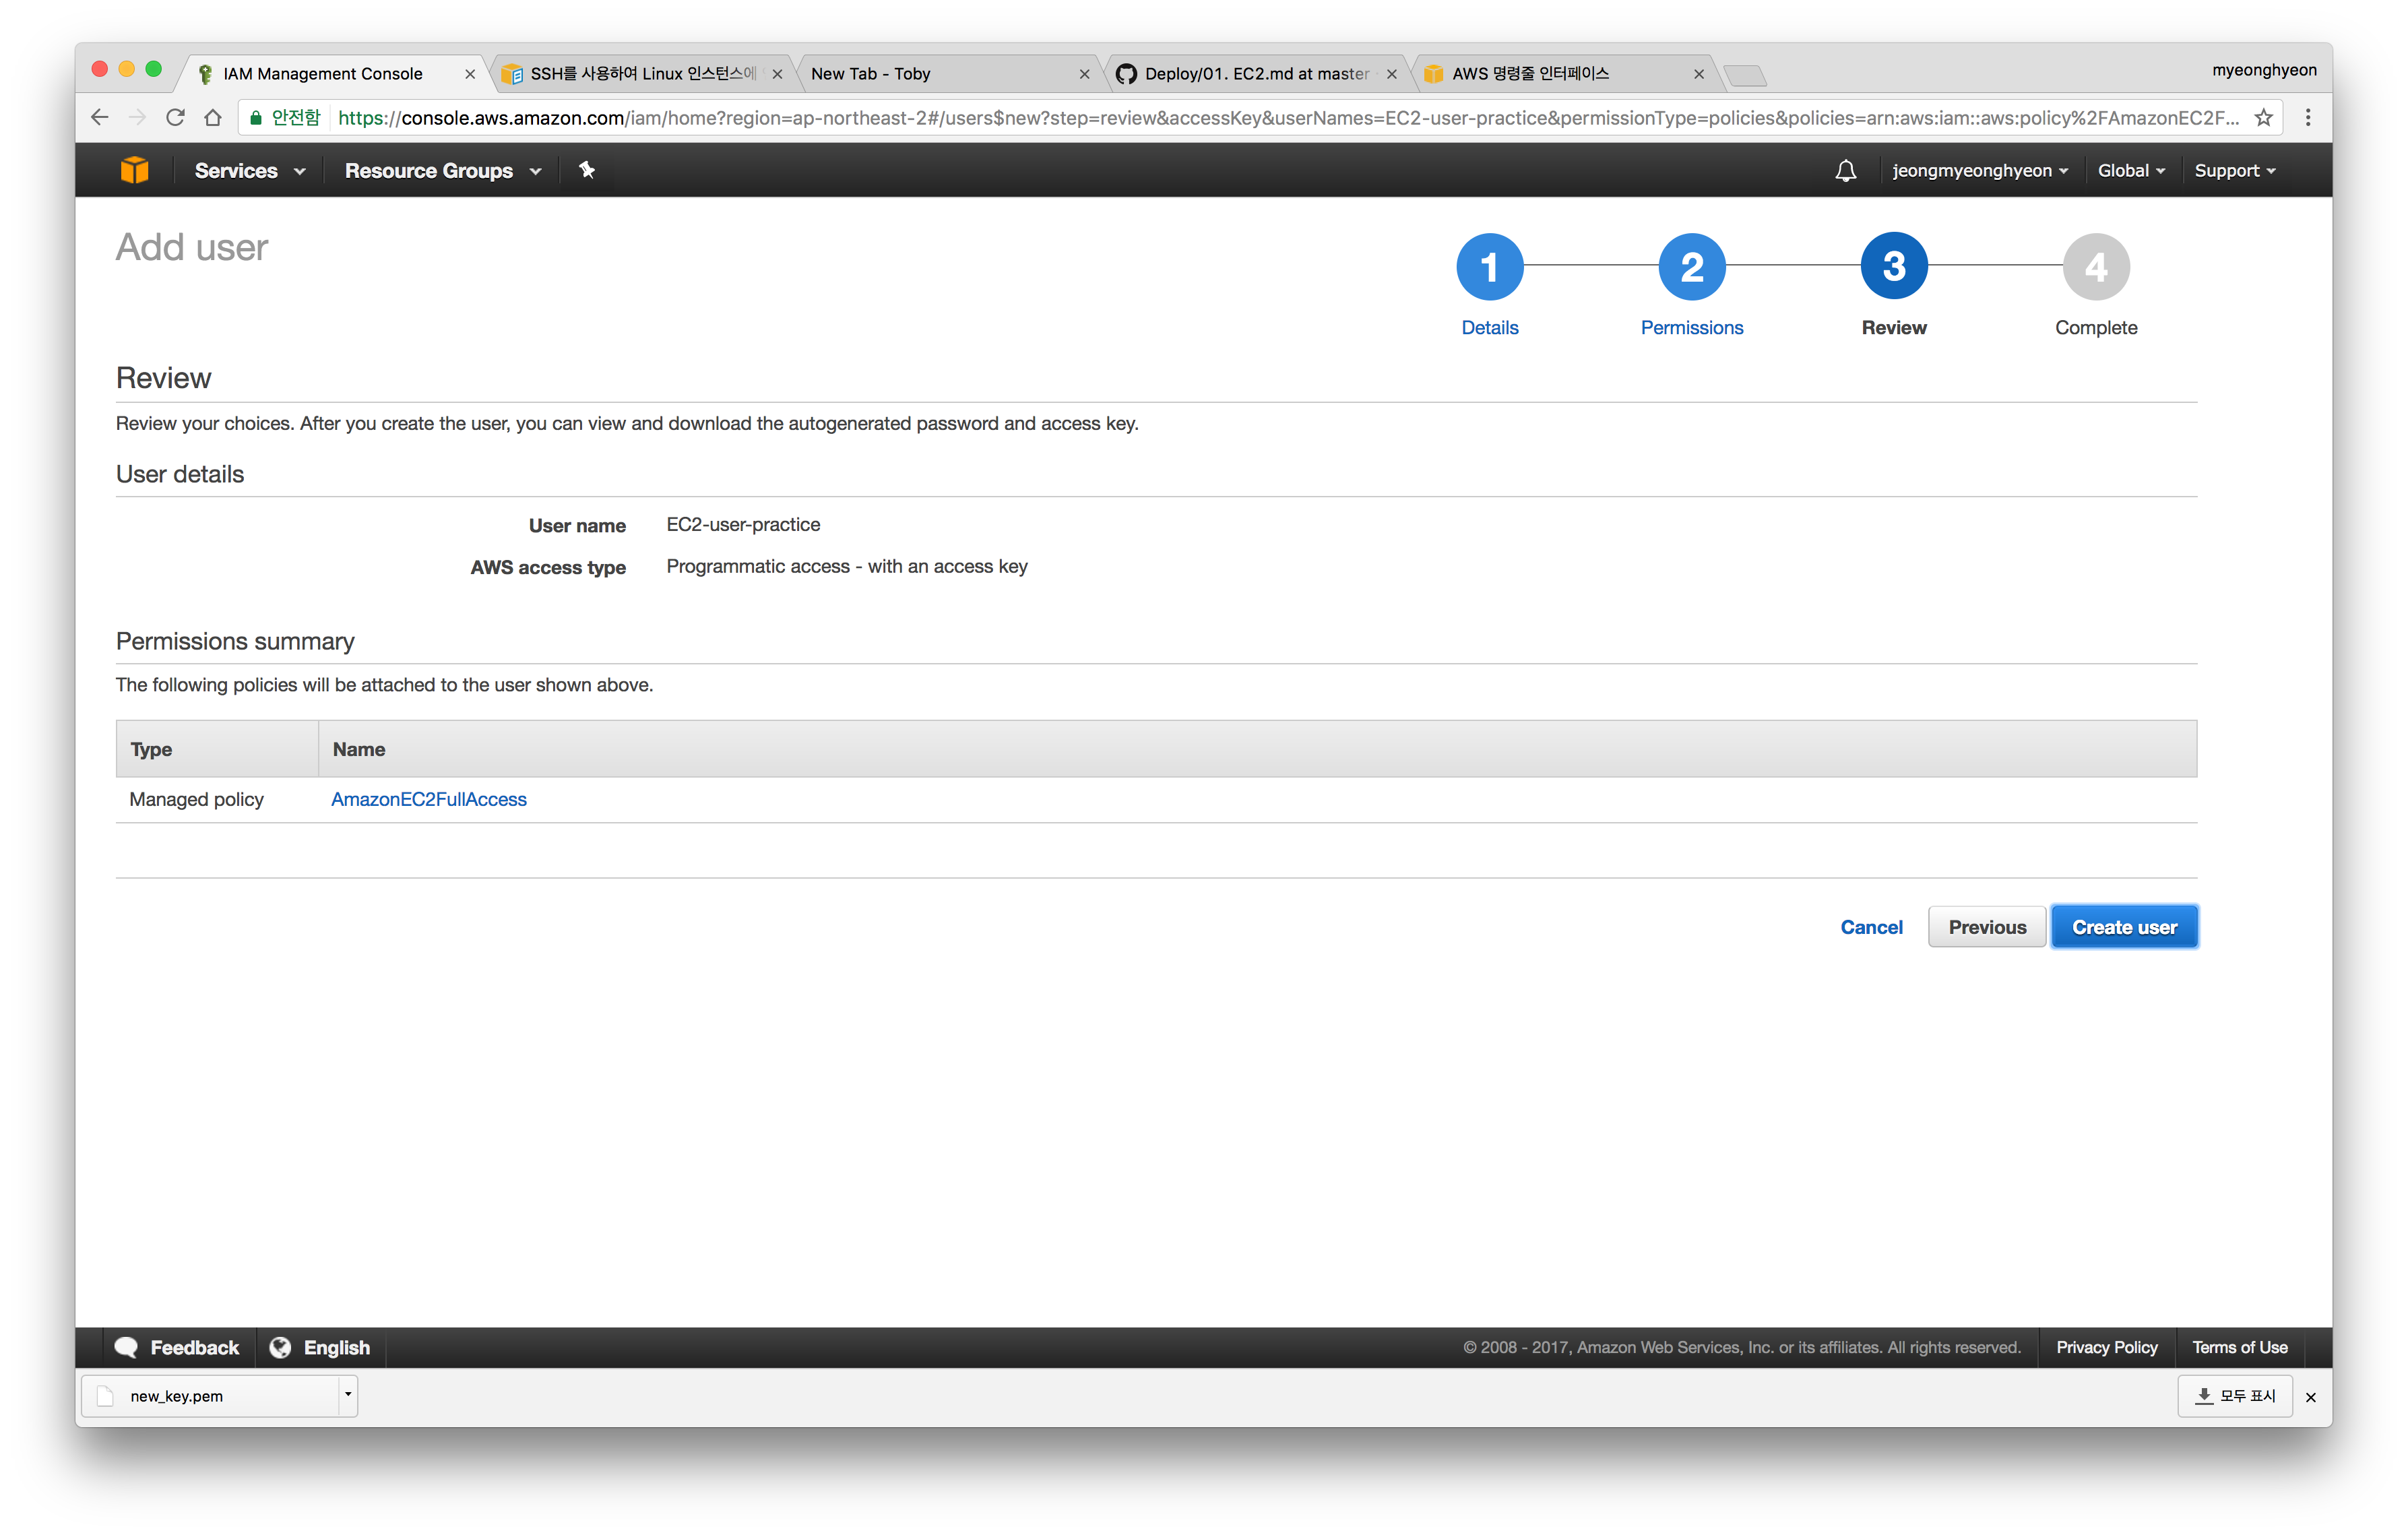 IAM Management Console
SSH를 사용하여 Linux 인스턴스에
New Tab - Toby
Deploy/01. EC2.md at master
AWS 명령줄 인터페이스
myeonghyeon
안전함 https://console.aws.amazon.com/iam/home?region=ap-northeast-2#/users$new?step=review&accessKey&userNames=EC2-user-practice&permissionType=policies&policies=arn:aws:iam::aws:policy%2FAmazonEC2F...
Services
Resource Groups
jeongmyeonghyeon
Global
Support
Add user
1
2
3
4
Details
Permissions
Review
Complete
Review
Review your choices. After you create the user, you can view and download the autogenerated password and access key.
User details
User name EC2-user-practice
AWS access type Programmatic access - with an access key
Permissions summary
The following policies will be attached to the user shown above.
Type Name
Managed policy AmazonEC2FullAccess
Cancel
Previous
Create user
Feedback
English
© 2008 - 2017, Amazon Web Services, Inc. or its affiliates. All rights reserved.
Privacy Policy
Terms of Use
new_key.pem
모두 표시